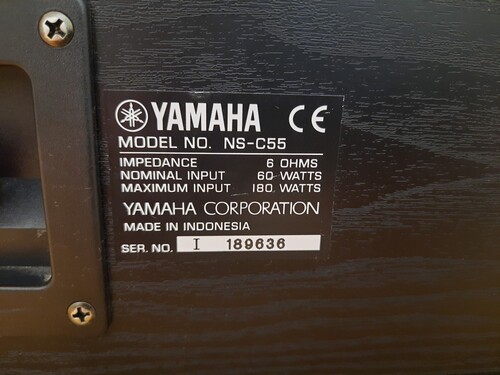 YAMAHA CE
MODEL NO. NS-C55
IMPEDANCE 6 OHMS
NOMINAL INPUT 60 WATTS
MAXIMUM INPUT 180 WATTS
YAMAHA CORPORATION
MADE IN INDONESIA
SER. NO. I 189636